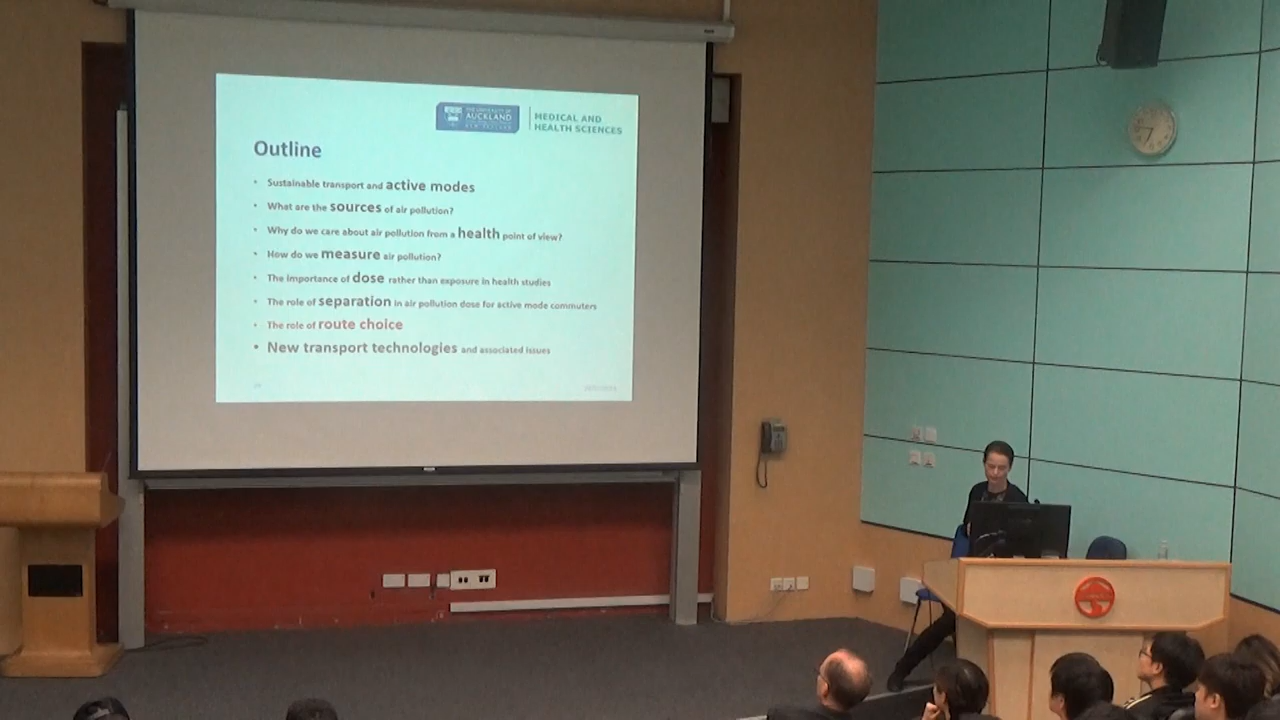 THE UNIVERSITY OF
AUCKLAND
NEW ZEALAND
MEDICAL AND
HEALTH SCIENCES
Outline
• Sustainable transport and active modes
• What are the sources of air pollution?
• Why do we care about air pollution from a health point of view?
• How do we measure air pollution?
• The importance of dose rather than exposure in health studies
• The role of separation in air pollution dose for active mode commuters
• The role of route choice
• New transport technologies and associated issues